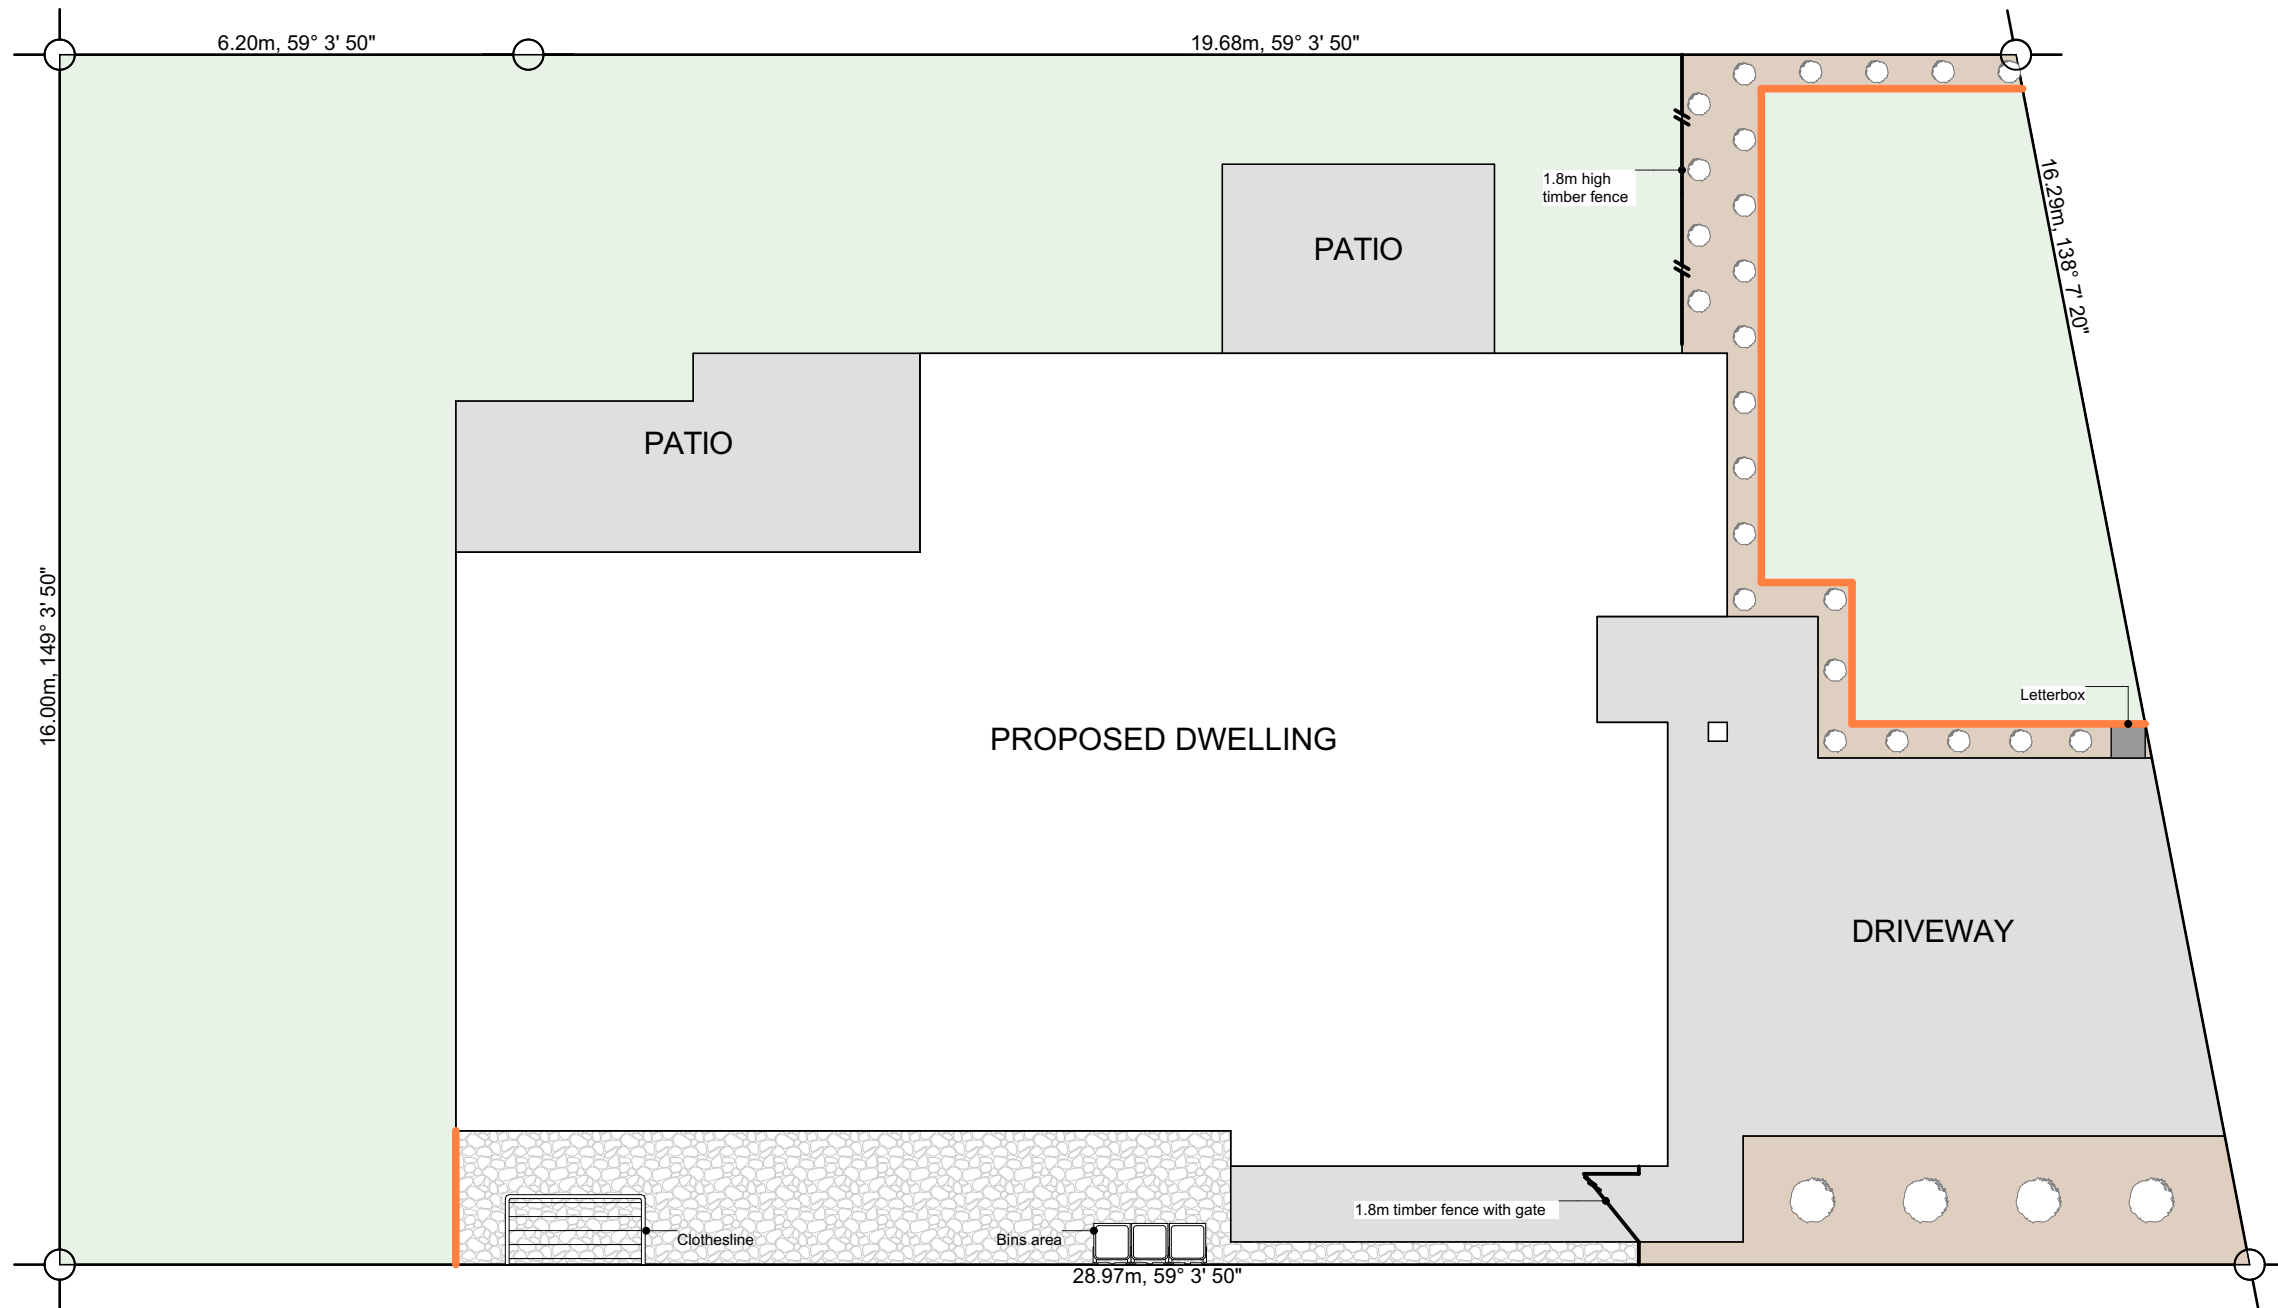 6.20m, 59° 3' 50"
19.68m, 59° 3' 50"
1.8m high
timber fence
16.29m, 138° 7' 20"
PATIO
PATIO
16.00m, 149° 3' 50"
Letterbox
PROPOSED DWELLING
DRIVEWAY
1.8m timber fence with gate
Clothesline
Bins area
28.97m, 59° 3' 50"